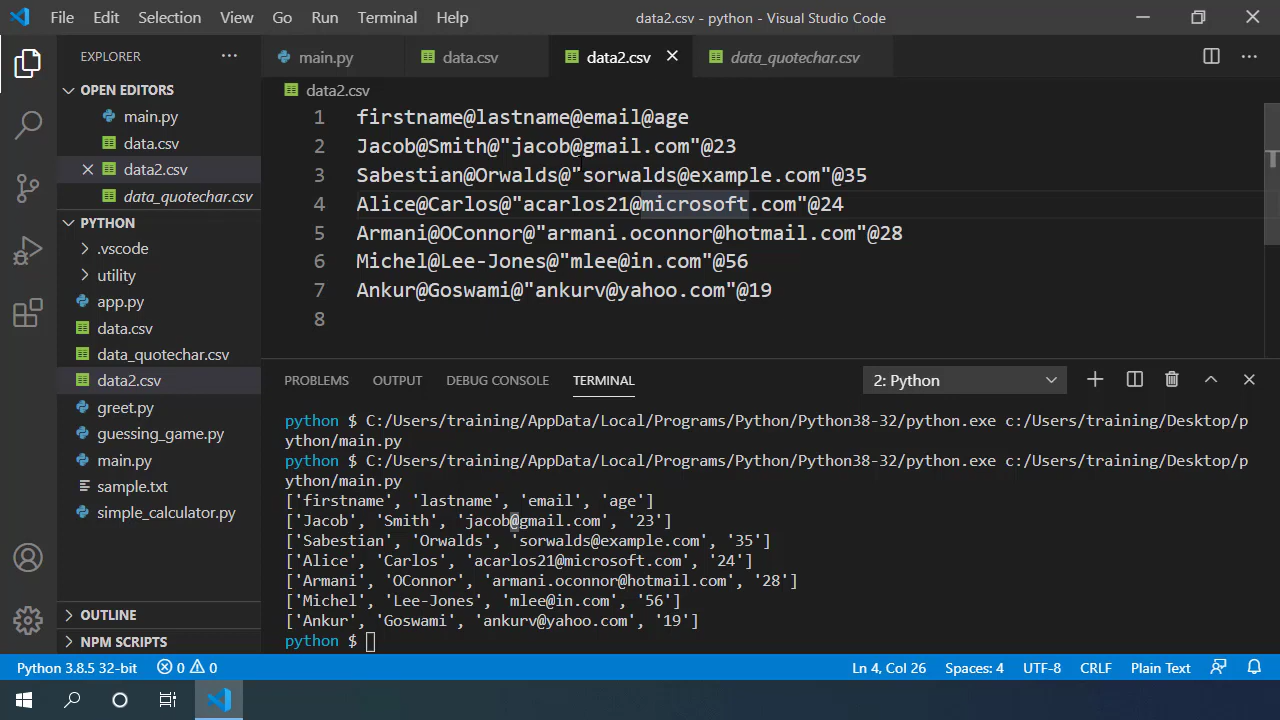 File Edit Selection View Go Run Terminal Help
data2.csv - python - Visual Studio Code
EXPLORER
OPEN EDITORS
main.py
data.csv
data2.csv
data_quotechar.csv
PYTHON
.vscode
utility
app.py
data.csv
data_quotechar.csv
data2.csv
greet.py
guessing_game.py
main.py
sample.txt
simple_calculator.py
OUTLINE
NPM SCRIPTS
main.py data.csv data2.csv data_quotechar.csv
data2.csv
1 firstname@lastname@email@age
2 Jacob@Smith@"jacob@gmail.com"@23
3 Sabestian@Orwalds@"sorwalds@example.com"@35
4 Alice@Carlos@"acarlos21@microsoft.com"@24
5 Armani@OConnor@"armani.oconnor@hotmail.com"@28
6 Michel@Lee-Jones@"mlee@in.com"@56
7 Ankur@Goswami@"ankurv@yahoo.com"@19
8
PROBLEMS OUTPUT DEBUG CONSOLE TERMINAL 2: Python
python $ C:/Users/training/AppData/Local/Programs/Python/Python38-32/python.exe c:/Users/training/Desktop/p
ython/main.py
python $ C:/Users/training/AppData/Local/Programs/Python/Python38-32/python.exe c:/Users/training/Desktop/p
ython/main.py
['firstname', 'lastname', 'email', 'age']
['Jacob', 'Smith', 'jacob@gmail.com', '23']
['Sabestian', 'Orwalds', 'sorwalds@example.com', '35']
['Alice', 'Carlos', 'acarlos21@microsoft.com', '24']
['Armani', 'OConnor', 'armani.oconnor@hotmail.com', '28']
['Michel', 'Lee-Jones', 'mlee@in.com', '56']
['Ankur', 'Goswami', 'ankurv@yahoo.com', '19']
python $
Python 3.8.5 32-bit 0 0 Ln 4, Col 26 Spaces: 4 UTF-8 CRLF Plain Text